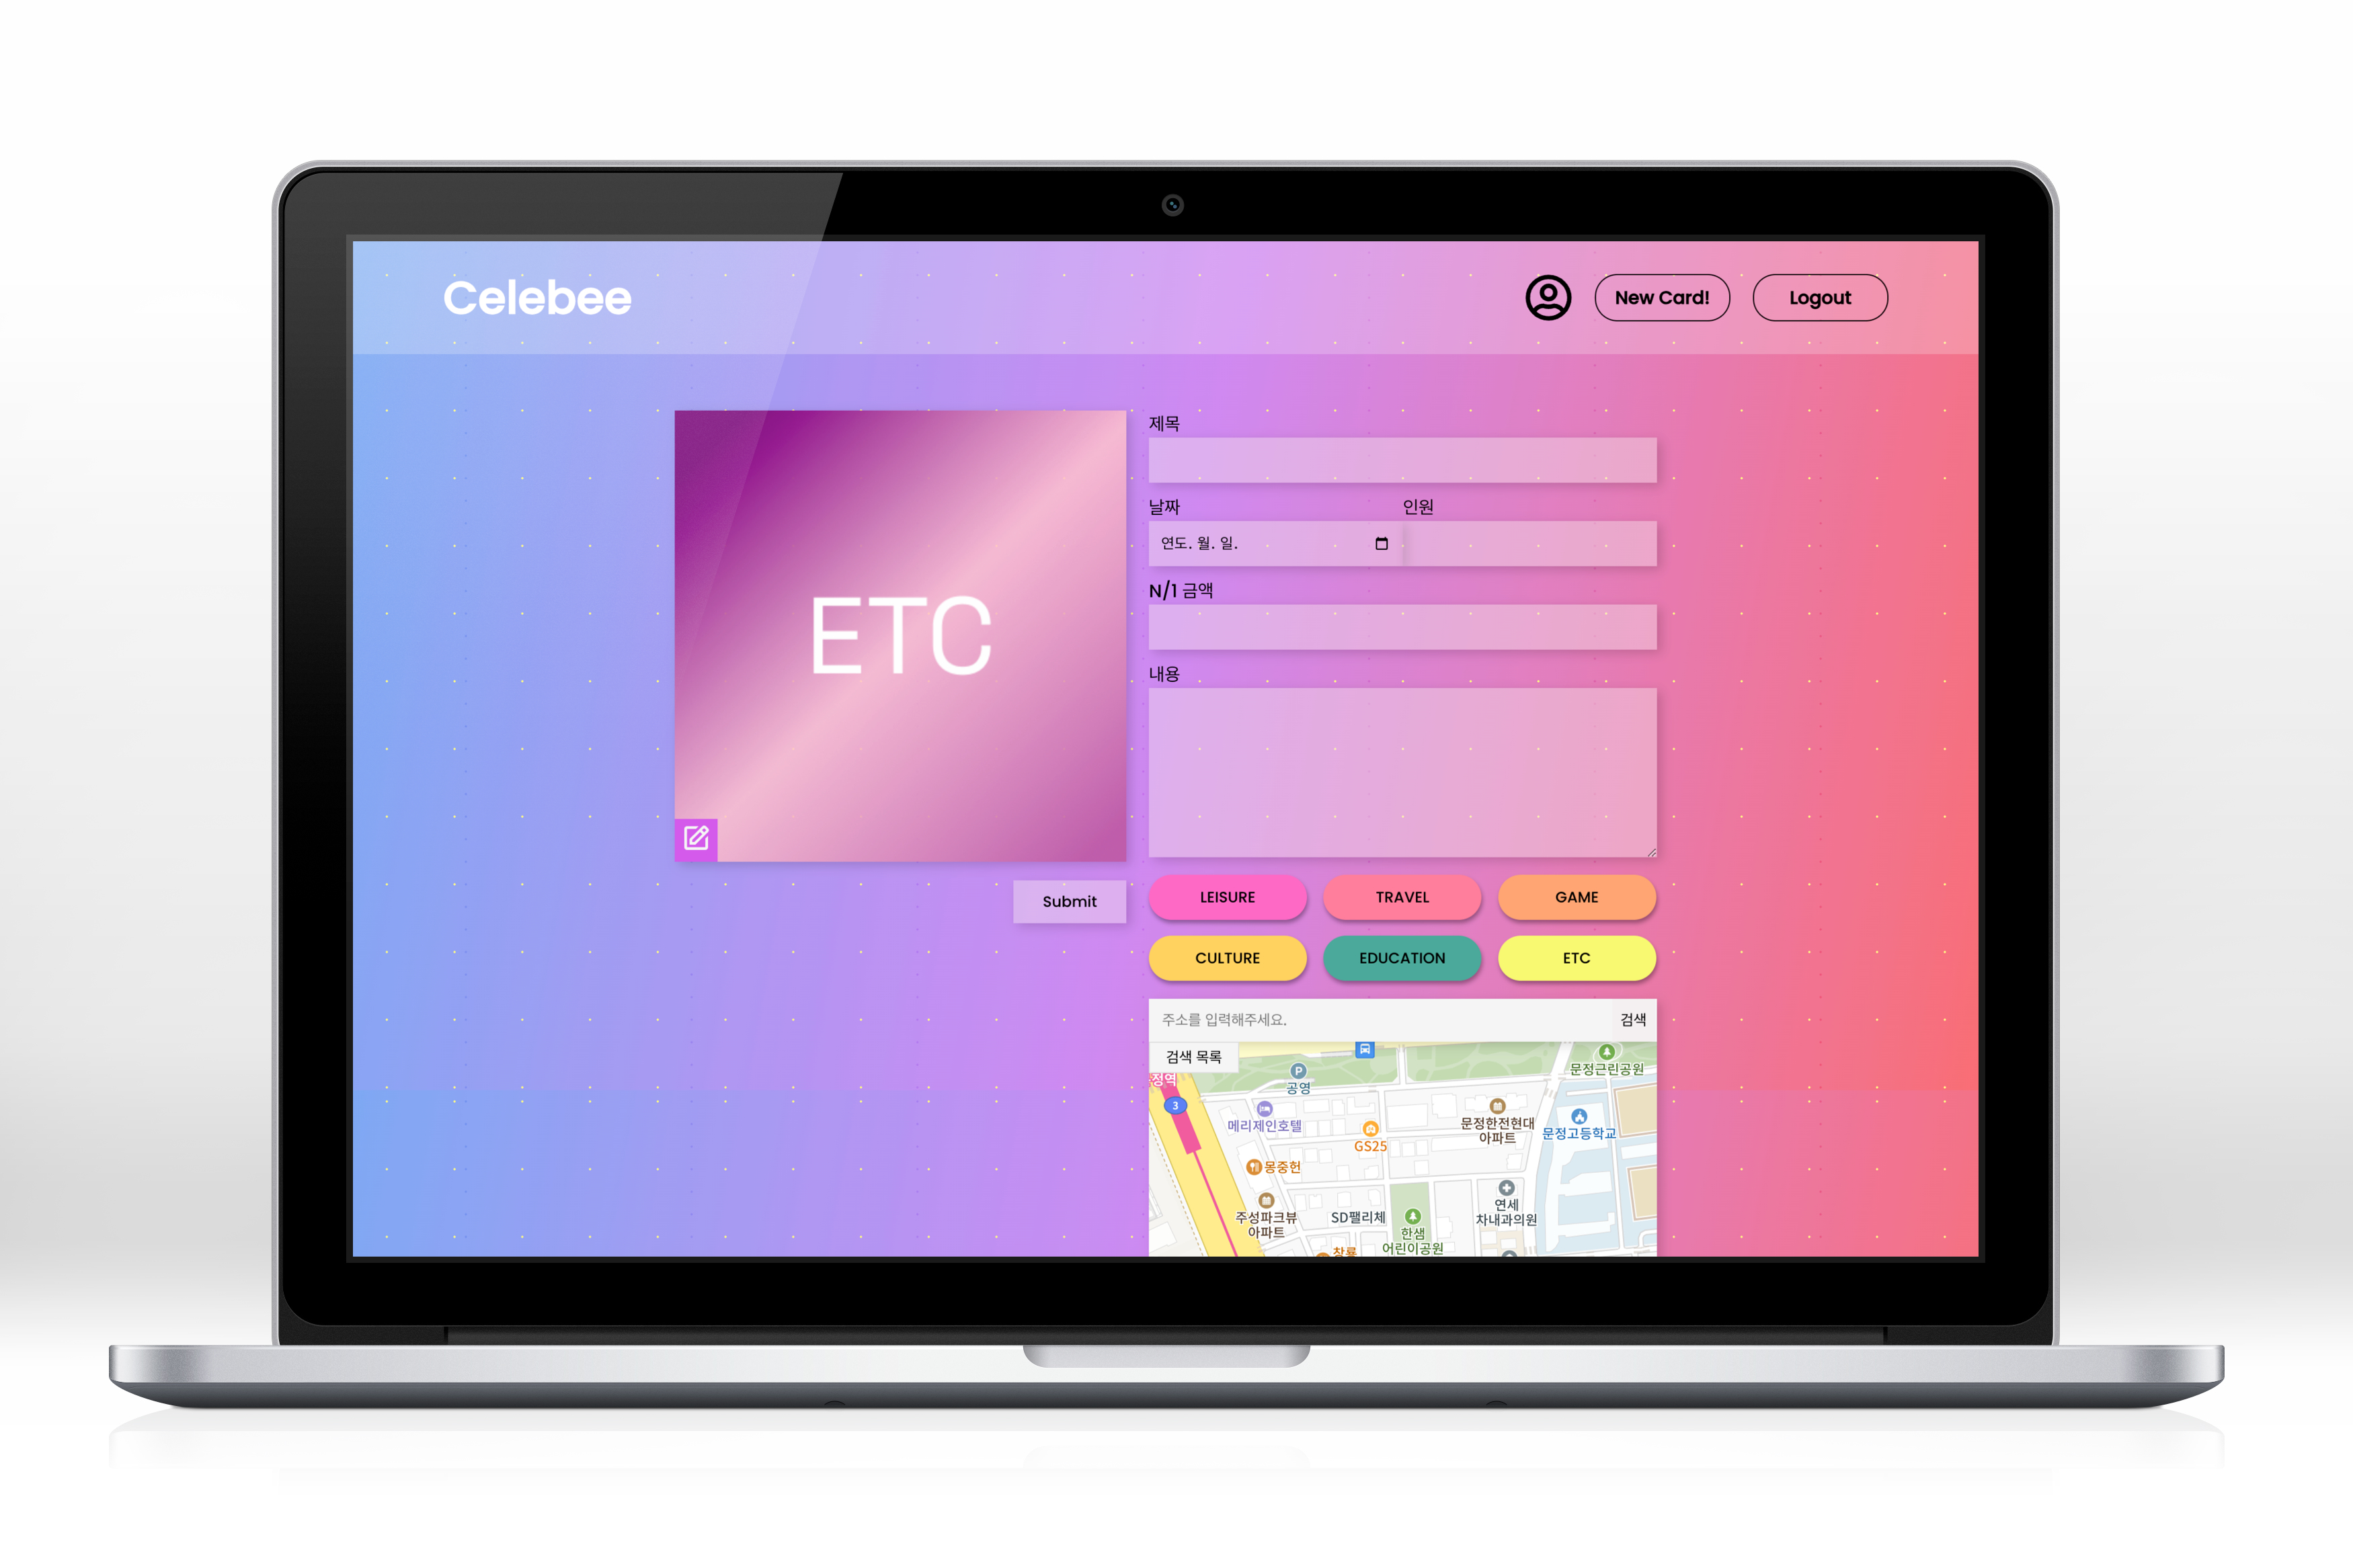 Celebee
New Card!
Logout
ETC
제목
날짜
인원
연도. 월. 일.
N/1 금액
내용
Submit
LEISURE
TRAVEL
GAME
CULTURE
EDUCATION
ETC
주소를 입력해주세요.
검색
검색 목록
문정근린공원
정역
P
공영
3
메리제인호텔
GS25
문정한전현대
아파트
문정고등학교
몽중헌
주성파크뷰
아파트
SD팰리체
한샘
어린이공원
연세
차내과의원
창룡